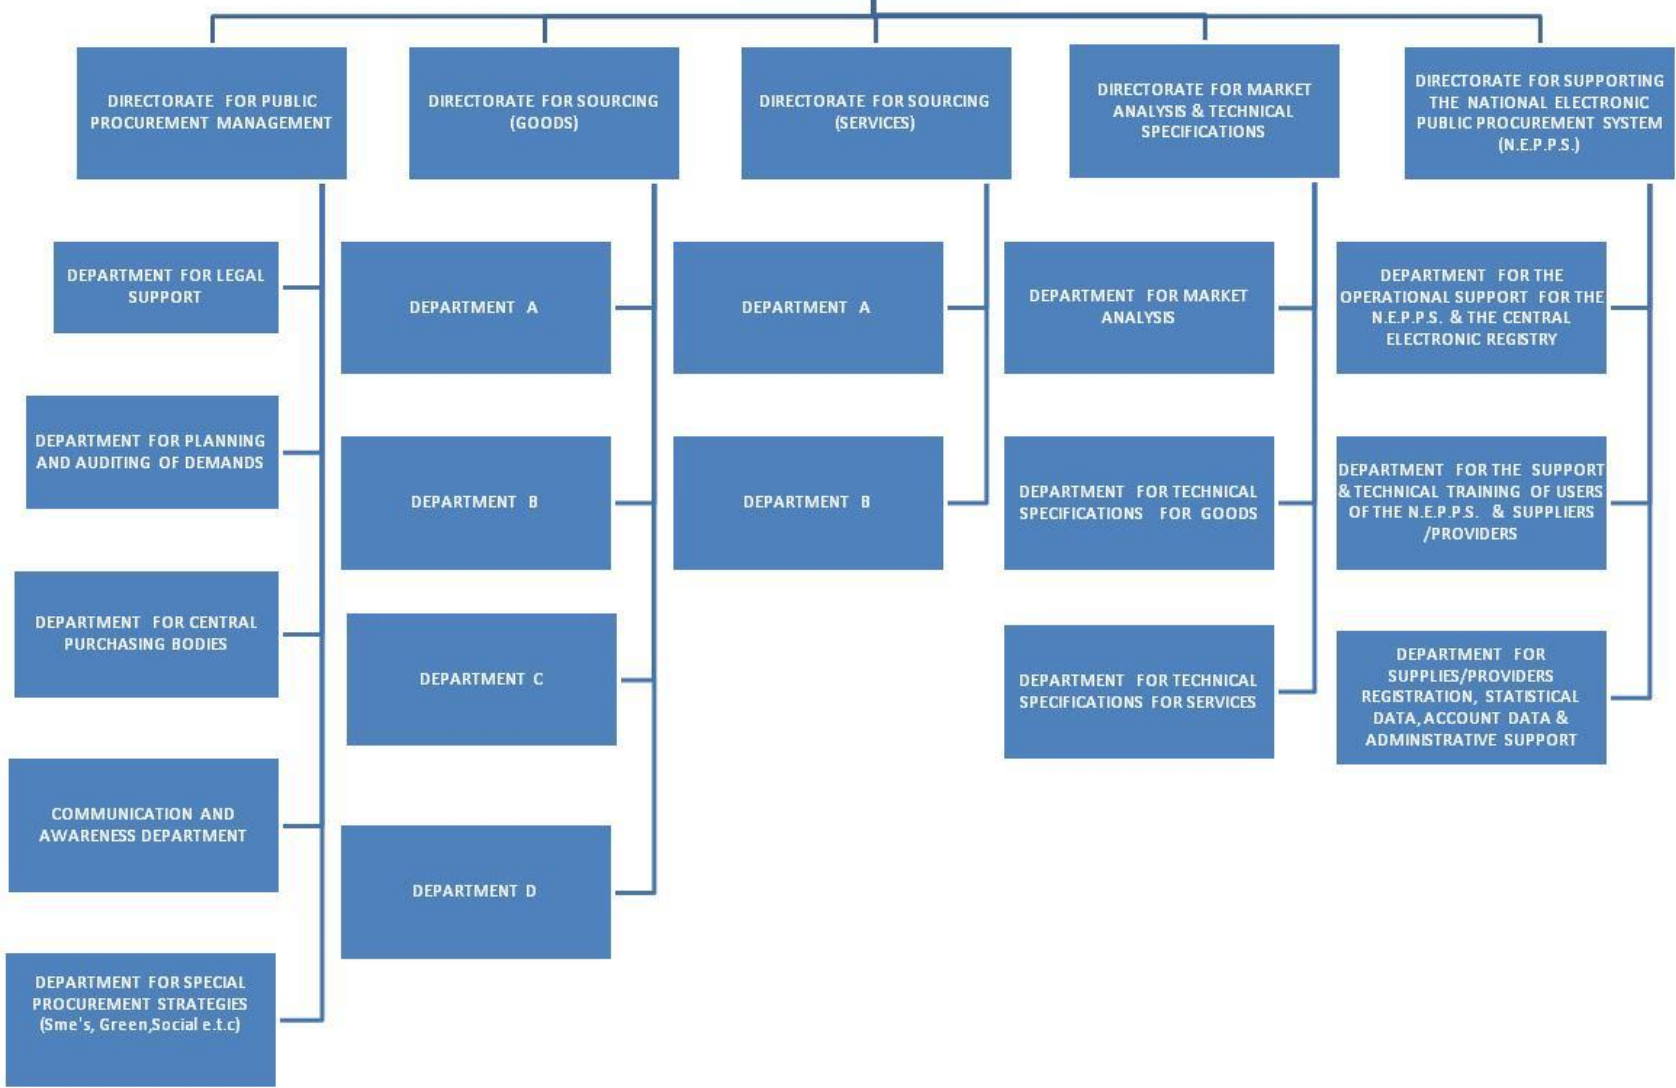 DIRECTORATE FOR PUBLIC
PROCUREMENT MANAGEMENT
DIRECTORATE FOR SOURCING
(GOODS)
DIRECTORATE FOR SOURCING
(SERVICES)
DIRECTORATE FOR MARKET
ANALYSIS & TECHNICAL
SPECIFICATIONS
DIRECTORATE FOR SUPPORTING
THE NATIONAL ELECTRONIC
PUBLIC PROCUREMENT SYSTEM
(N.E.P.P.S.)
DEPARTMENT FOR LEGAL
SUPPORT
DEPARTMENT FOR PLANNING
AND AUDITING OF DEMANDS
DEPARTMENT FOR CENTRAL
PURCHASING BODIES
COMMUNICATION AND
AWARENESS DEPARTMENT
DEPARTMENT FOR SPECIAL
PROCUREMENT STRATEGIES
(Sme's, Green,Social e.t.c)
DEPARTMENT A
DEPARTMENT B
DEPARTMENT C
DEPARTMENT D
DEPARTMENT A
DEPARTMENT B
DEPARTMENT FOR MARKET
ANALYSIS
DEPARTMENT FOR TECHNICAL
SPECIFICATIONS FOR GOODS
DEPARTMENT FOR TECHNICAL
SPECIFICATIONS FOR SERVICES
DEPARTMENT FOR THE
OPERATIONAL SUPPORT FOR THE
N.E.P.P.S. & THE CENTRAL
ELECTRONIC REGISTRY
DEPARTMENT FOR THE SUPPORT
& TECHNICAL TRAINING OF USERS
OF THE N.E.P.P.S. & SUPPLIERS
/PROVIDERS
DEPARTMENT FOR
SUPPLIES/PROVIDERS
REGISTRATION, STATISTICAL
DATA, ACCOUNT DATA &
ADMINISTRATIVE SUPPORT